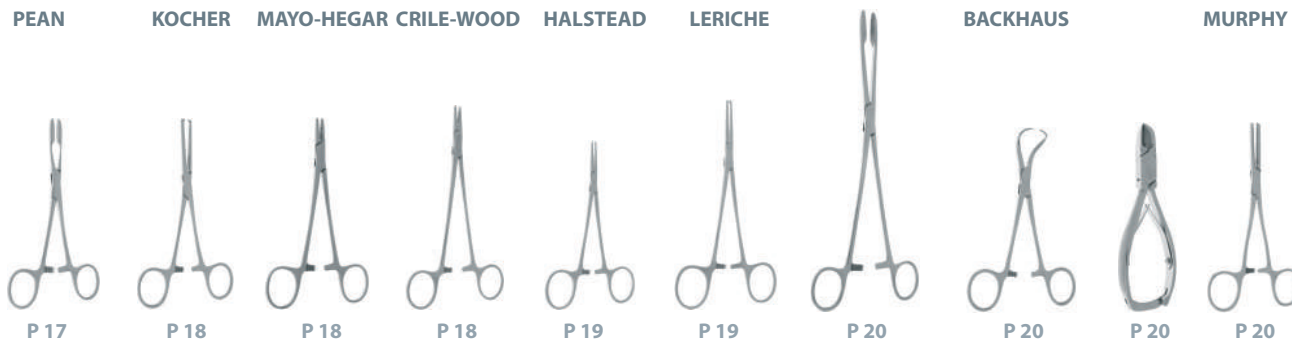 PEAN KOCHER MAYO-HEGAR CRILE-WOOD HALSTEAD LERICHE BACKHAUS MURPHY
P 17 P 18 P 18 P 18 P 19 P 19 P 20 P 20 P 20 P 20